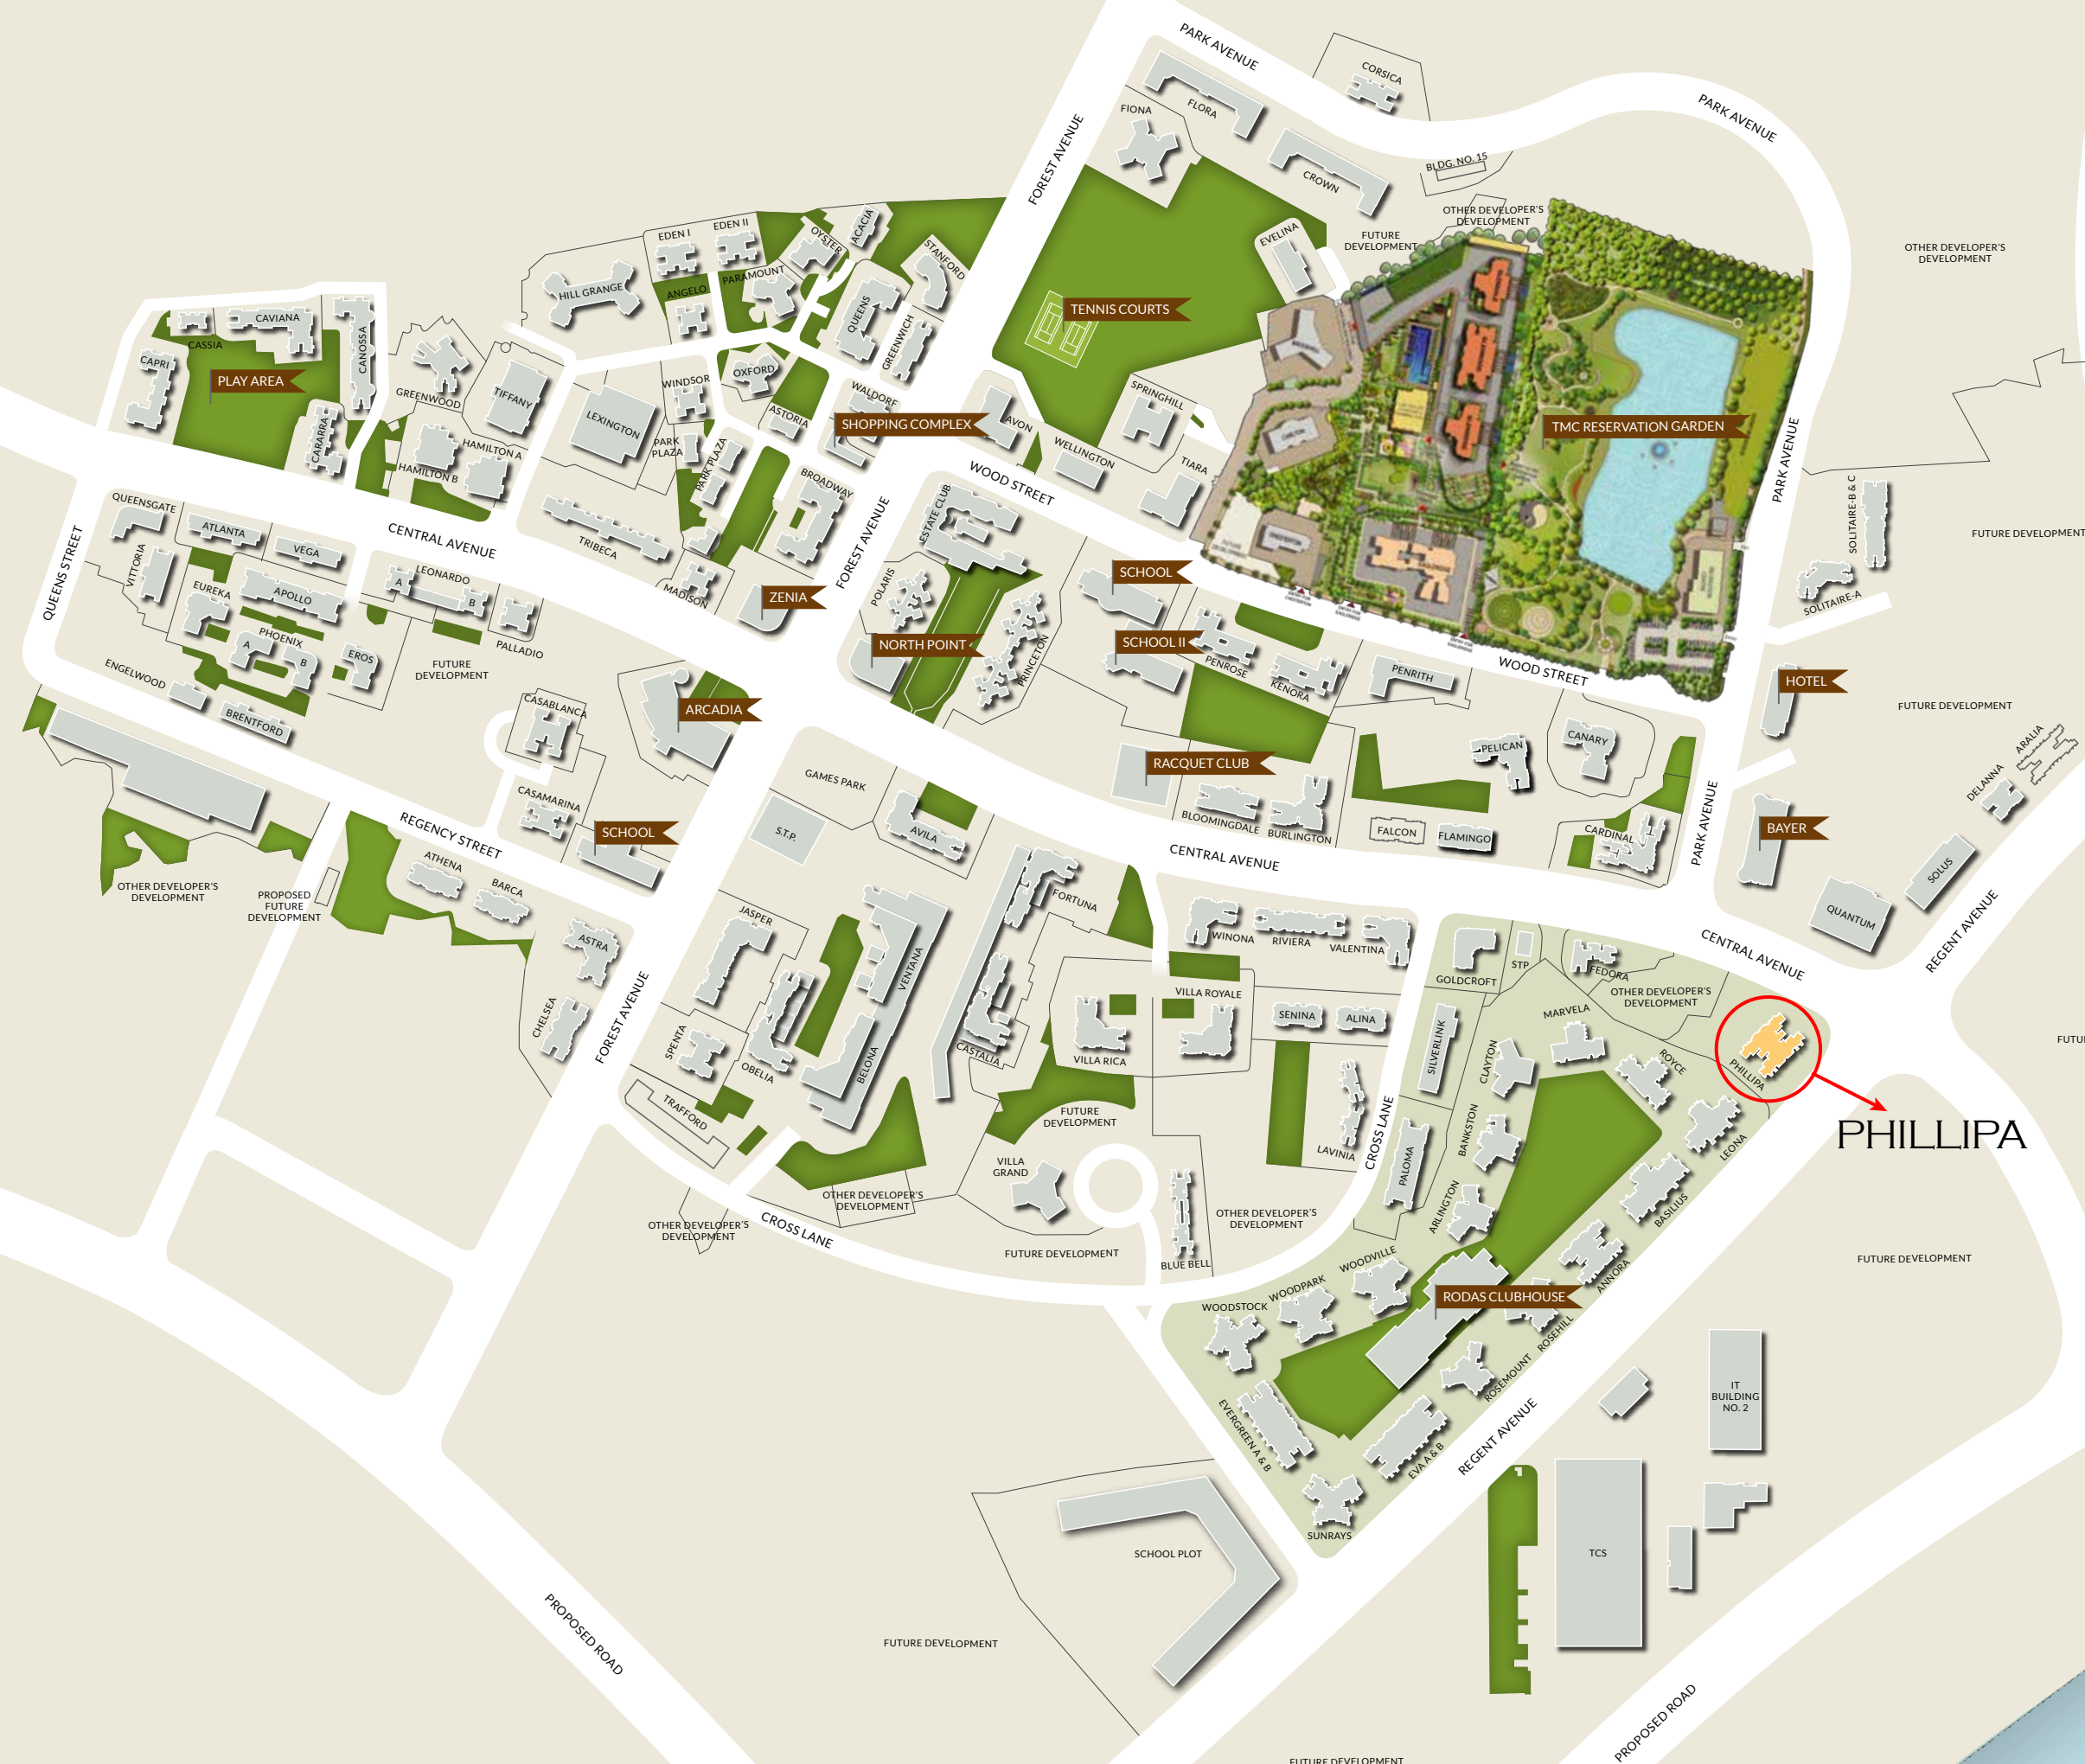 PARK AVENUE
CORSICA
PARK AVENUE
FLORA
FIONA
FOREST AVENUE
CROWN
BLDG. NO. 15
OTHER DEVELOPER'S
DEVELOPMENT
FUTURE
DEVELOPMENT
EVELINA
OTHER DEVELOPER'S
DEVELOPMENT
EDEN I
EDEN II
OYSTER
ACACIA
STANFORD
PARAMOUNT
ANGELO
HILL GRANGE
QUEENS
GREENWICH
TENNIS COURTS
CAVIANA
CASSIA
CANOSSA
CAPRI
PLAY AREA
CARARRA
GREENWOOD
TIFFANY
HAMILTON A
HAMILTON B
LEXINGTON
WINDSOR
OXFORD
PARK
PLAZA
PARK PLAZA
ASTORIA
WALDORF
SHOPPING COMPLEX
AVON
WELLINGTON
SPRINGHILL
TIARA
TMC RESERVATION GARDEN
PARK AVENUE
WOOD STREET
BROADWAY
FOREST AVENUE
ESTATE CLUB
SOLITAIRE-B & C
SOLITAIRE-A
FUTURE DEVELOPMENT
QUEENSGATE
ATLANTA
VEGA
CENTRAL AVENUE
TRIBECA
QUEENS STREET
VITTORIA
EUREKA
APOLLO
LEONARDO
A
B
PALLADIO
MADISON
ZENIA
POLARIS
NORTH POINT
PRINCETON
SCHOOL
SCHOOL II
PENROSE
KENORA
PENRITH
WOOD STREET
HOTEL
FUTURE DEVELOPMENT
PHOENIX
A
B
EROS
FUTURE
DEVELOPMENT
ENGELWOOD
BRENTFORD
CASABLANCA
ARCADIA
CASAMARINA
SCHOOL
REGENCY STREET
GAMES PARK
S.T.P.
AVILA
RACQUET CLUB
BLOOMINGDALE
BURLINGTON
PELICAN
CANARY
FALCON
FLAMINGO
CARDINAL
PARK AVENUE
BAYER
ARALIA
DELANNA
SOLUS
QUANTUM
REGENT AVENUE
CENTRAL AVENUE
CENTRAL AVENUE
OTHER DEVELOPER'S
DEVELOPMENT
PROPOSED
FUTURE
DEVELOPMENT
ATHENA
BARCA
ASTRA
CHELSEA
FOREST AVENUE
JASPER
VENTANA
FORTUNA
WINONA
RIVIERA
VALENTINA
GOLDCROFT
STP
FEDORA
OTHER DEVELOPER'S
DEVELOPMENT
VILLA ROYALE
SENINA
ALINA
SILVERLINK
MARVELA
CLAYTON
ROYCE
PHILLIPA
PHILLIPA
FUTU
SPENTA
OBELIA
BELONA
CASTALIA
VILLA RICA
TRAFFORD
FUTURE
DEVELOPMENT
LAVINIA
CROSS LANE
PALOMA
BANKSTON
LEONA
BASILIUS
ARLINGTON
VILLA
GRAND
OTHER DEVELOPER'S
DEVELOPMENT
OTHER DEVELOPER'S
DEVELOPMENT
CROSS LANE
FUTURE DEVELOPMENT
BLUE BELL
OTHER DEVELOPER'S
DEVELOPMENT
WOODVILLE
WOODPARK
WOODSTOCK
ANNORA
FUTURE DEVELOPMENT
RODAS CLUBHOUSE
ROSEHILL
ROSEMOUNT
EVERGREEN A & B
EVA A & B
REGENT AVENUE
SUNRAYS
IT
BUILDING
NO. 2
TCS
SCHOOL PLOT
FUTURE DEVELOPMENT
PROPOSED ROAD
PROPOSED ROAD
FUTURE DEVELOPMENT